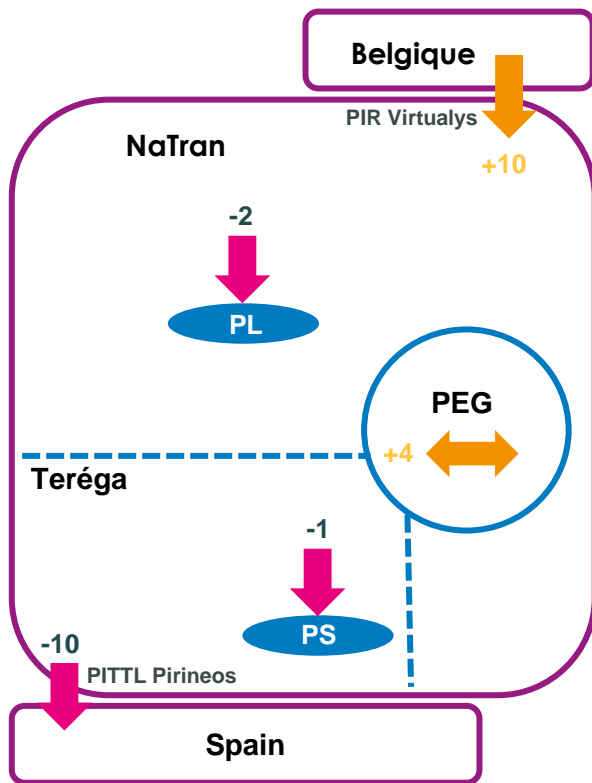 Belgique
PIR Virtualys
NaTran
+10
-2
PL
PEG
+4
Teréga
-1
PS
-10
PITTL Pirineos
Spain